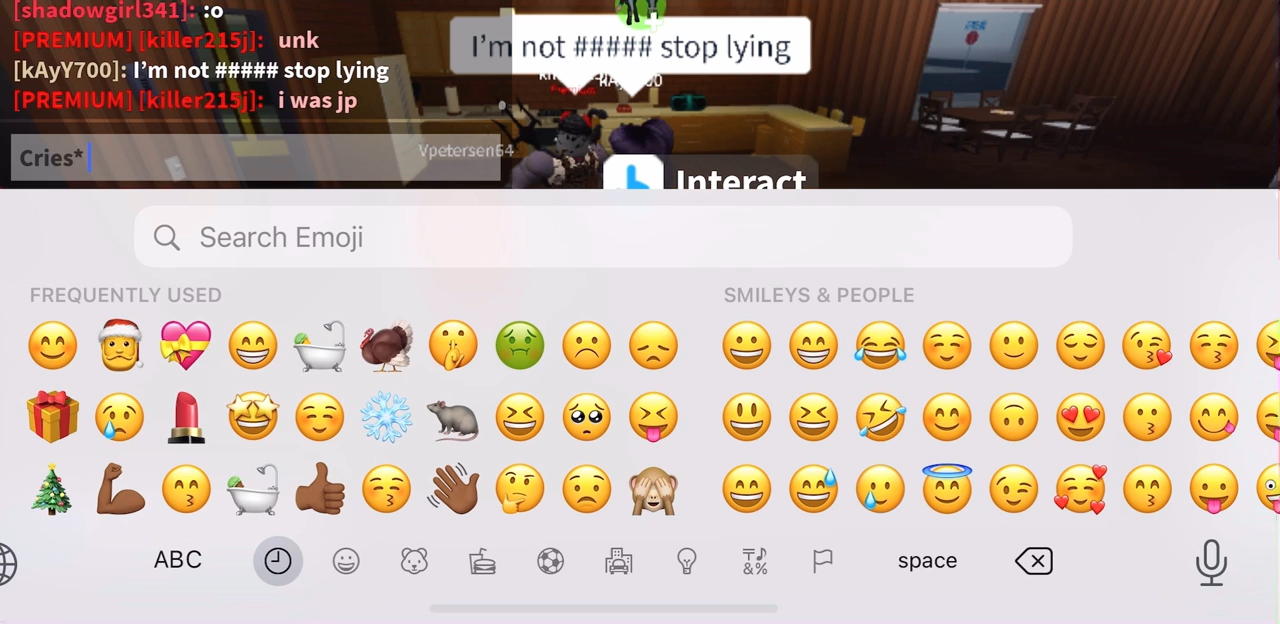 [shadowgirl341]: :o
[PREMIUM] [killer215j]: unk
[kAyY700]: I'm not ##### stop lying
[PREMIUM] [killer215j]: i was jp
Cries*
Vpetersen64
I'm not ##### stop lying
Interact
Search Emoji
FREQUENTLY USED
SMILEYS & PEOPLE
ABC
space